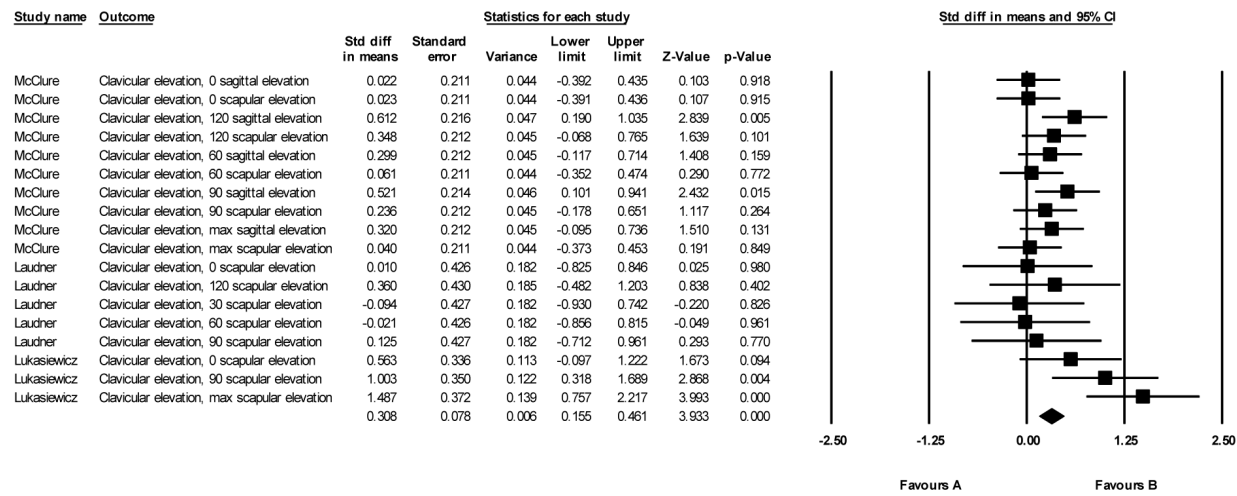 Study name Outcome Statistics for each study Std diff in means and 95% CI
Std diff Standard Lower Upper
in means error Variance limit limit Z-Value p-Value
McClure Clavicular elevation, 0 sagittal elevation 0.022 0.211 0.044 -0.392 0.435 0.103 0.918
McClure Clavicular elevation, 0 scapular elevation 0.023 0.211 0.044 -0.391 0.436 0.107 0.915
McClure Clavicular elevation, 120 sagittal elevation 0.612 0.216 0.047 0.190 1.035 2.839 0.005
McClure Clavicular elevation, 120 scapular elevation 0.348 0.212 0.045 -0.068 0.765 1.639 0.101
McClure Clavicular elevation, 60 sagittal elevation 0.299 0.212 0.045 -0.117 0.714 1.408 0.159
McClure Clavicular elevation, 60 scapular elevation 0.061 0.211 0.044 -0.352 0.474 0.290 0.772
McClure Clavicular elevation, 90 sagittal elevation 0.521 0.214 0.046 0.101 0.941 2.432 0.015
McClure Clavicular elevation, 90 scapular elevation 0.236 0.212 0.045 -0.178 0.651 1.117 0.264
McClure Clavicular elevation, max sagittal elevation 0.320 0.212 0.045 -0.095 0.736 1.510 0.131
McClure Clavicular elevation, max scapular elevation 0.040 0.211 0.044 -0.373 0.453 0.191 0.849
Laudner Clavicular elevation, 0 scapular elevation 0.010 0.426 0.182 -0.825 0.846 0.025 0.980
Laudner Clavicular elevation, 120 scapular elevation 0.360 0.430 0.185 -0.482 1.203 0.838 0.402
Laudner Clavicular elevation, 30 scapular elevation -0.094 0.427 0.182 -0.930 0.742 -0.220 0.826
Laudner Clavicular elevation, 60 scapular elevation -0.021 0.426 0.182 -0.856 0.815 -0.049 0.961
Laudner Clavicular elevation, 90 scapular elevation 0.125 0.427 0.182 -0.712 0.961 0.293 0.770
Lukasiewicz Clavicular elevation, 0 scapular elevation 0.563 0.336 0.113 -0.097 1.222 1.673 0.094
Lukasiewicz Clavicular elevation, 90 scapular elevation 1.003 0.350 0.122 0.318 1.689 2.868 0.004
Lukasiewicz Clavicular elevation, max scapular elevation 1.487 0.372 0.139 0.757 2.217 3.993 0.000
0.308 0.078 0.006 0.155 0.461 3.933 0.000
-2.50 -1.25 0.00 1.25 2.50
Favours A Favours B